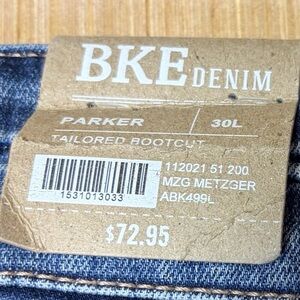 BKE DENIM
PARKER 30L
TAILORED BOOTCUT
112021 51 200
MZG METZGER
ABK499L
1531013033
$72.95